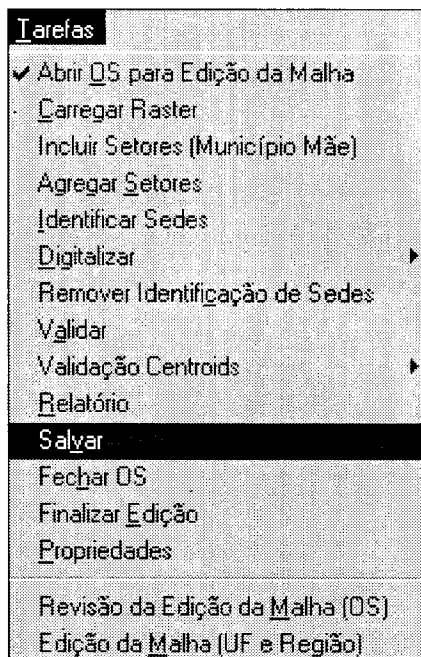 Tarefas
Abrir OS para Edição da Malha
Carregar Raster
Incluir Setores (Município Mãe)
Agregar Setores
Identificar Sedes
Digitalizar
Remover Identificação de Sedes
Validar
Validação Centroids
Relatório
Salvar
Fechar OS
Finalizar Edição
Propriedades
Revisão da Edição da Malha (OS)
Edição da Malha (UF e Região)